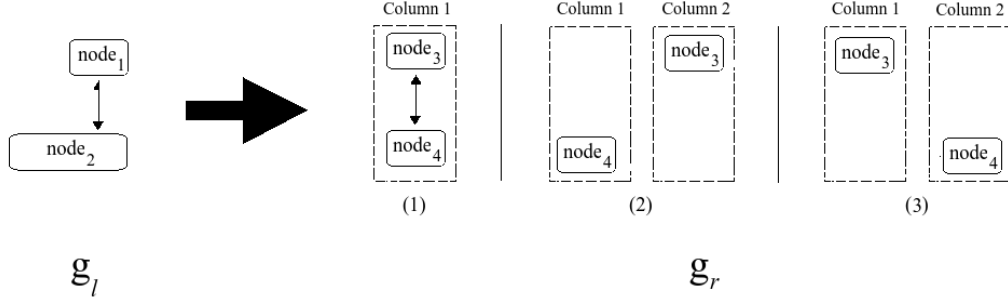 Column 1
Column 1
Column 2
Column 1
Column 2
node1
node2
node3
node4
node3
node4
node3
node4
(1)
(2)
(3)
gl
gr